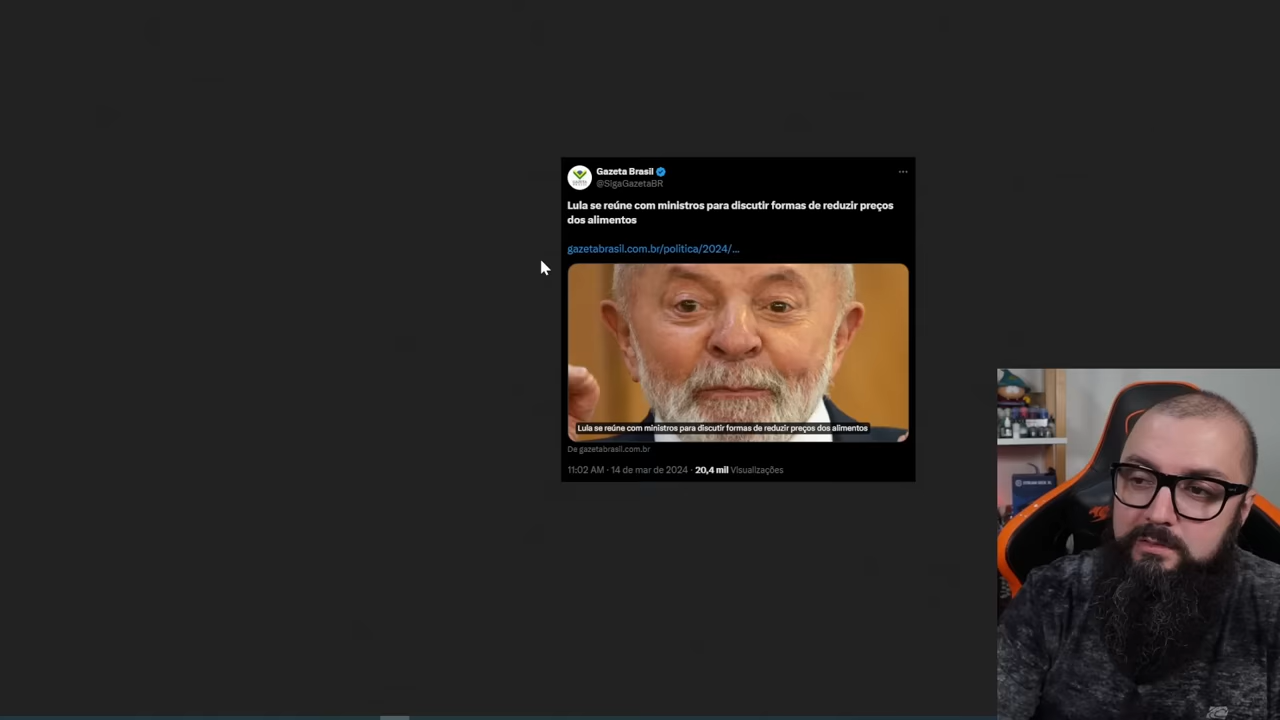 Gazeta Brasil
@SigaGazetaBR
Lula se reúne com ministros para discutir formas de reduzir preços
dos alimentos
gazetabrasil.com.br/politica/2024/...
Lula se reúne com ministros para discutir formas de reduzir preços dos alimentos
De gazetabrasil.com.br
11:02 AM · 14 de mar de 2024 · 20,4 mil Visualizações